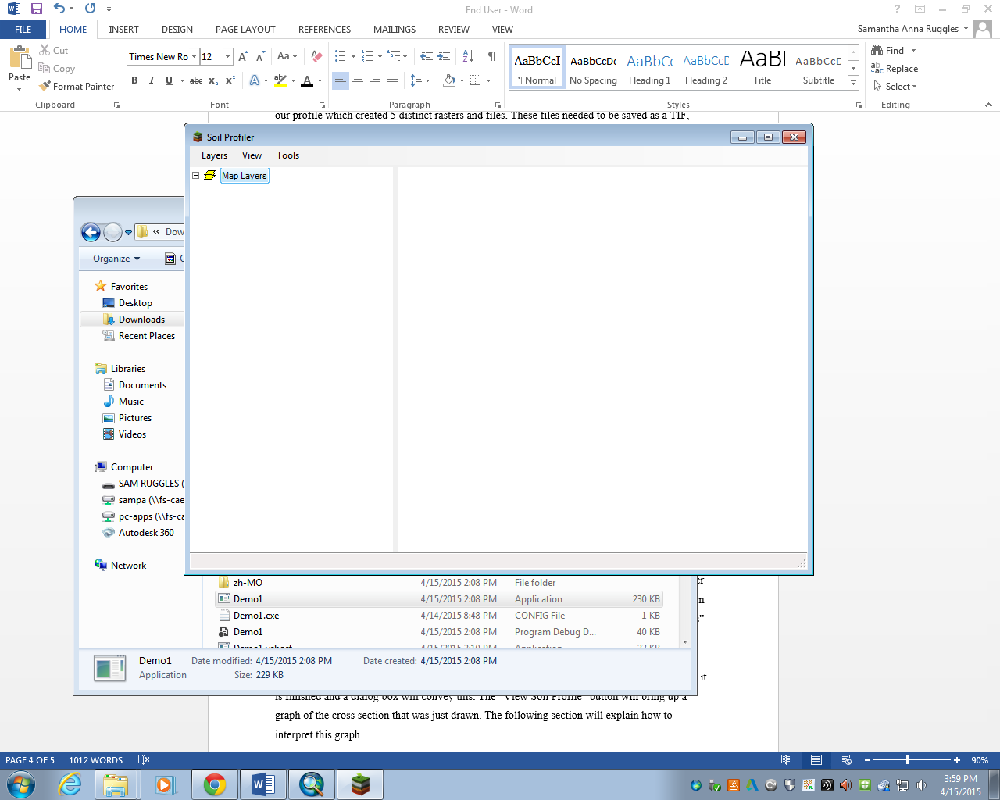 End User - Word
FILE HOME INSERT DESIGN PAGE LAYOUT REFERENCES MAILINGS REVIEW VIEW Samantha Anna Ruggles
Paste Cut
Copy
Format Painter
Clipboard
Times New Ro 12
Font
Paragraph
AaBbCcI AaBbCcDc AaBbCc AaBbCcD AaB AaBbCcD
¶ Normal No Spacing Heading 1 Heading 2 Title Subtitle
Styles
Find
Replace
Select
Editing
our profile which created 5 distinct rasters and files. These files needed to be saved as a TIF,
Soil Profiler
Layers View Tools
Map Layers
« Dow
Organize
Favorites
Desktop
Downloads
Recent Places
Libraries
Documents
Music
Pictures
Videos
Computer
SAM RUGGLES (
sampa (\\fs-cae
pc-apps (\\fs-ca
Autodesk 360
Network
zh-MO 4/15/2015 2:08 PM File folder
Demo1 4/15/2015 2:08 PM Application 230 KB
Demo1.exe 4/14/2015 8:48 PM CONFIG File 1 KB
Demo1 4/15/2015 2:08 PM Program Debug D... 40 KB
Demo1.vshost 4/15/2015 2:10 PM Application 23 KB
Demo1 Date modified: 4/15/2015 2:08 PM Date created: 4/15/2015 2:08 PM
Application Size: 229 KB
er
on
s”
it
is finished and a dialog box will convey this. The “View Soil Profile” button will bring up a
graph of the cross section that was just drawn. The following section will explain how to
interpret this graph.
PAGE 4 OF 5 1012 WORDS 90%
3:59 PM
4/15/2015